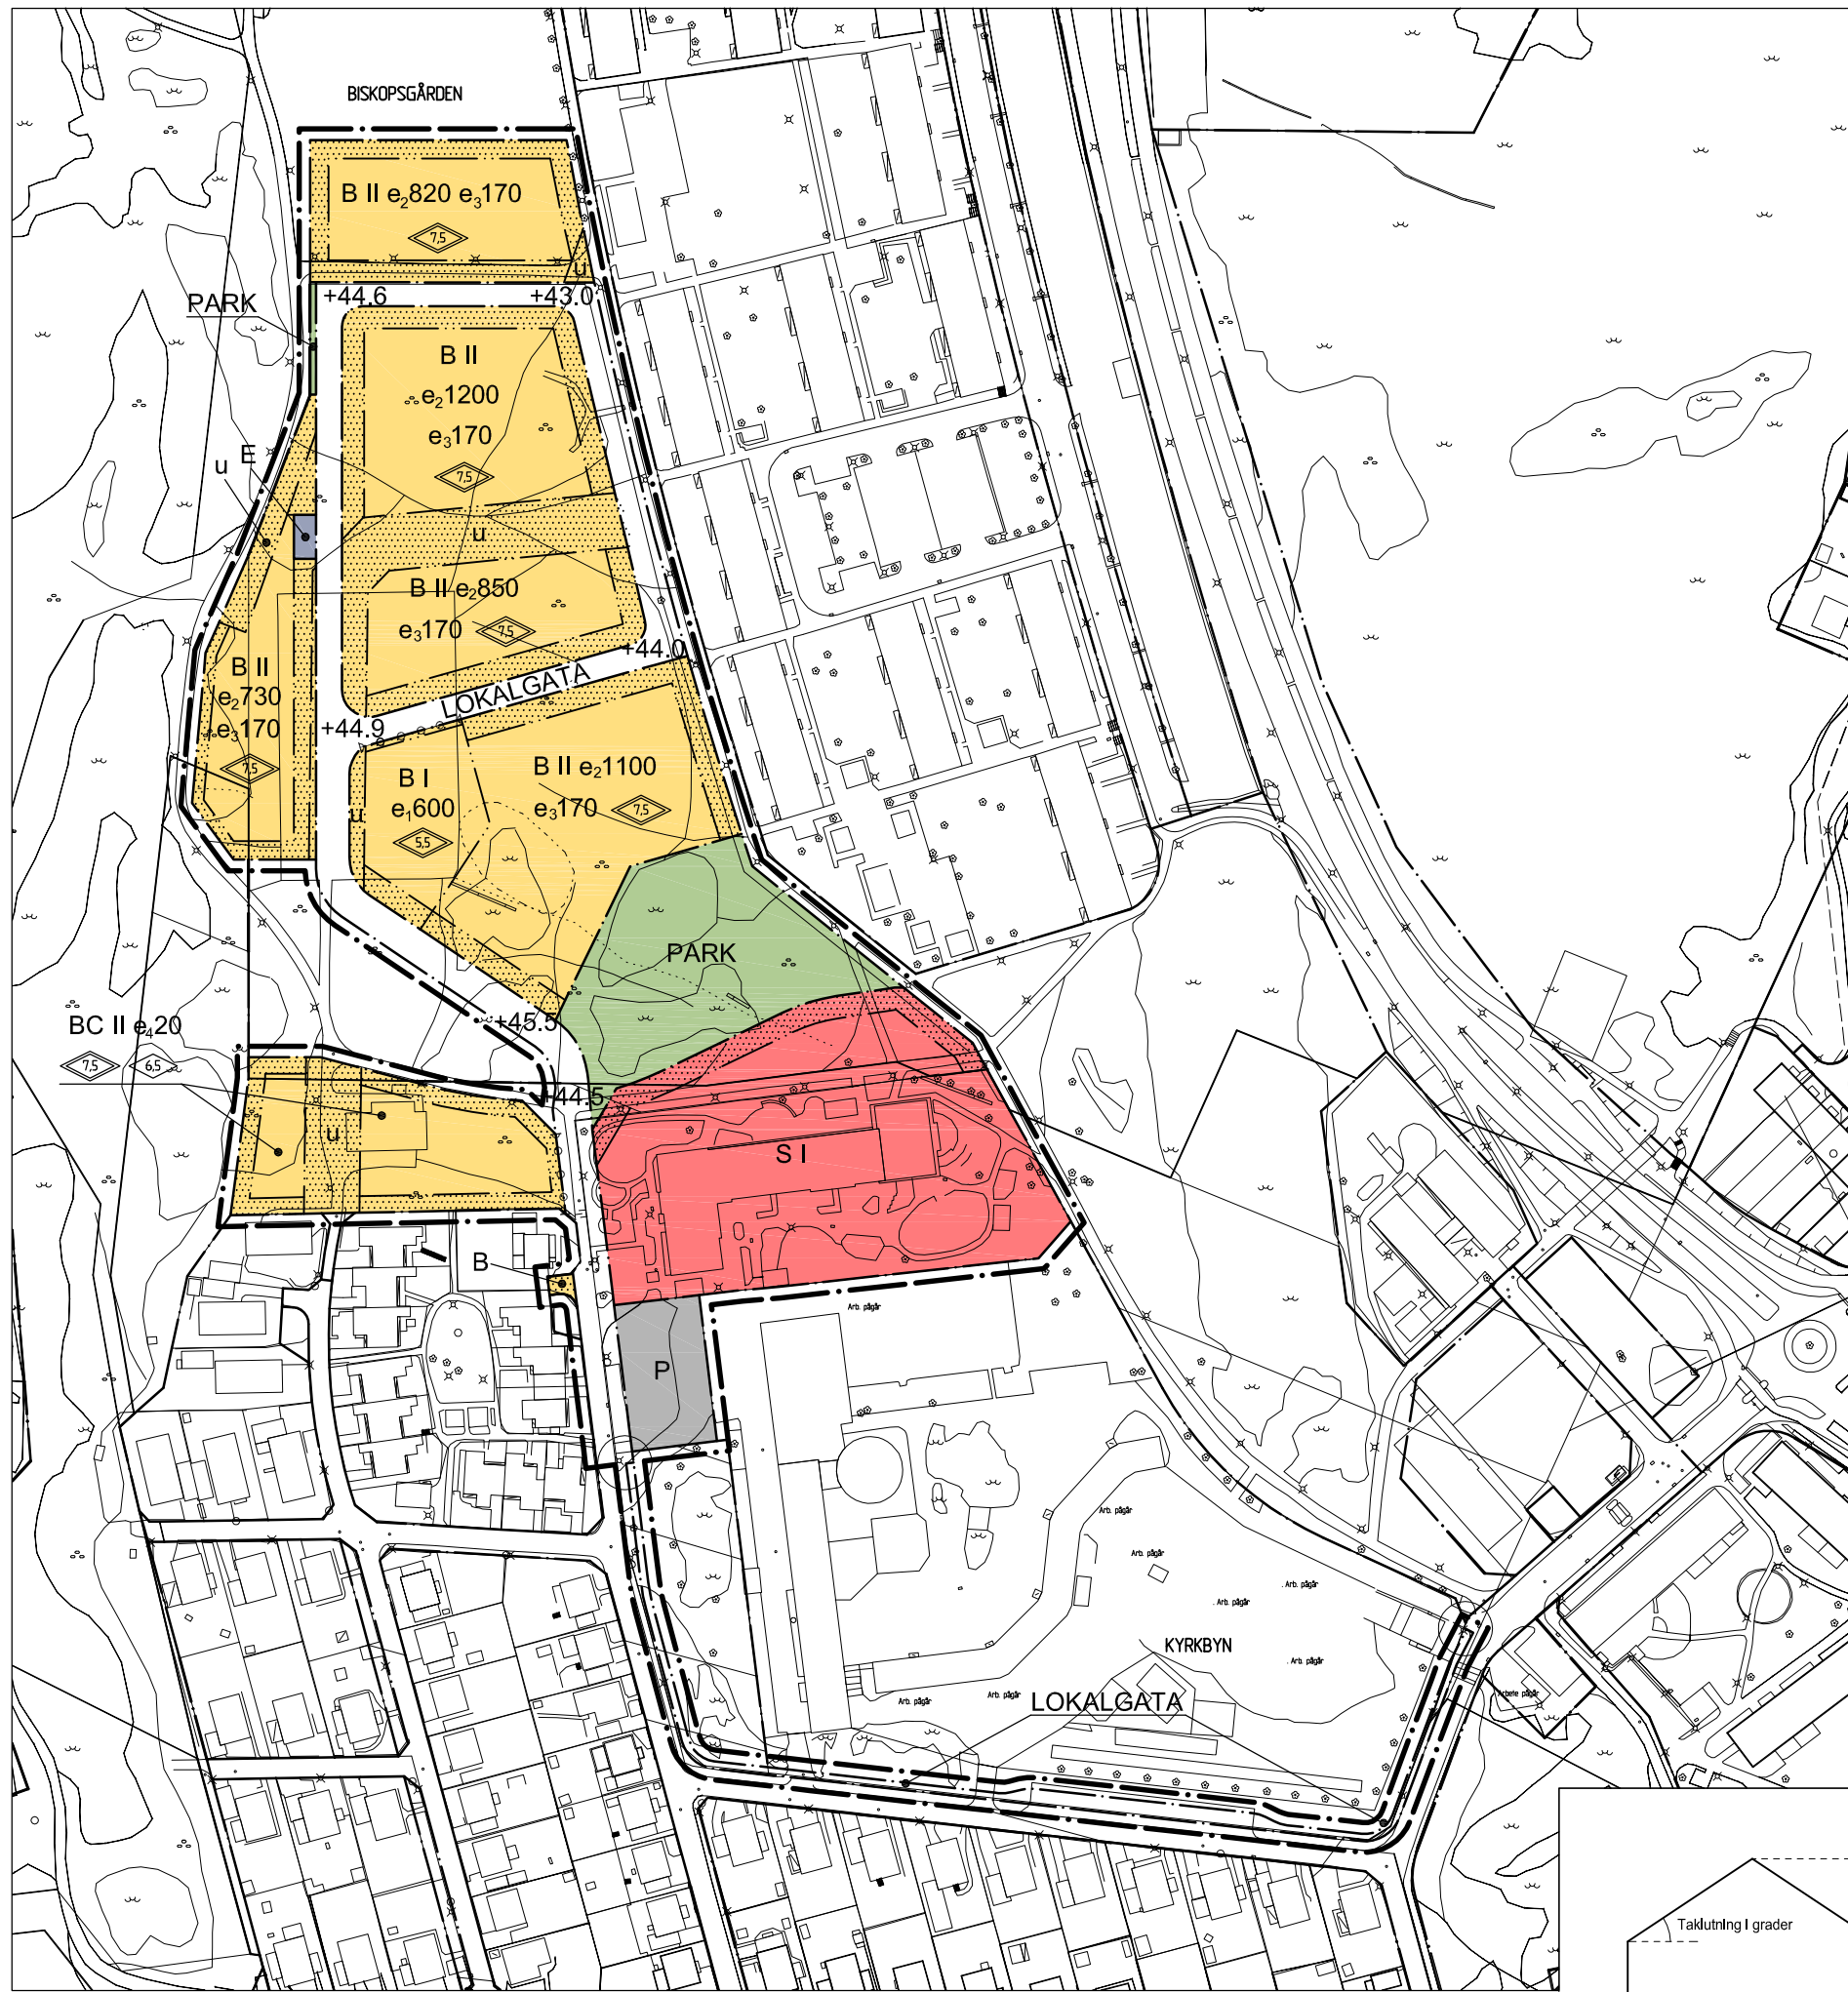 BISKOPSGÅRDEN
B II e₂820 e₃170
7,5
u
PARK
+44.6
+43.0
B II
e₂1200
e₃170
7,5
u
E
u
B II e₂850
e₃170
7,5
+44.0
B II
e₂730
e₃170
7,5
LOKALGATA
+44.9
B I
e₁600
5,5
u
B II e₂1100
e₃170
7,5
PARK
+45.5
BC II e₄20
7,5
6,5
+44.5
u
S I
B
Arb. pågår
P
Arb. pågår
Arb. pågår
. Arb. pågår
. Arb. pågår
KYRKBYN
. Arb. pågår
Arb. pågår
Arb. pågår
Arbete pågår
LOKALGATA
Taklutning i grader